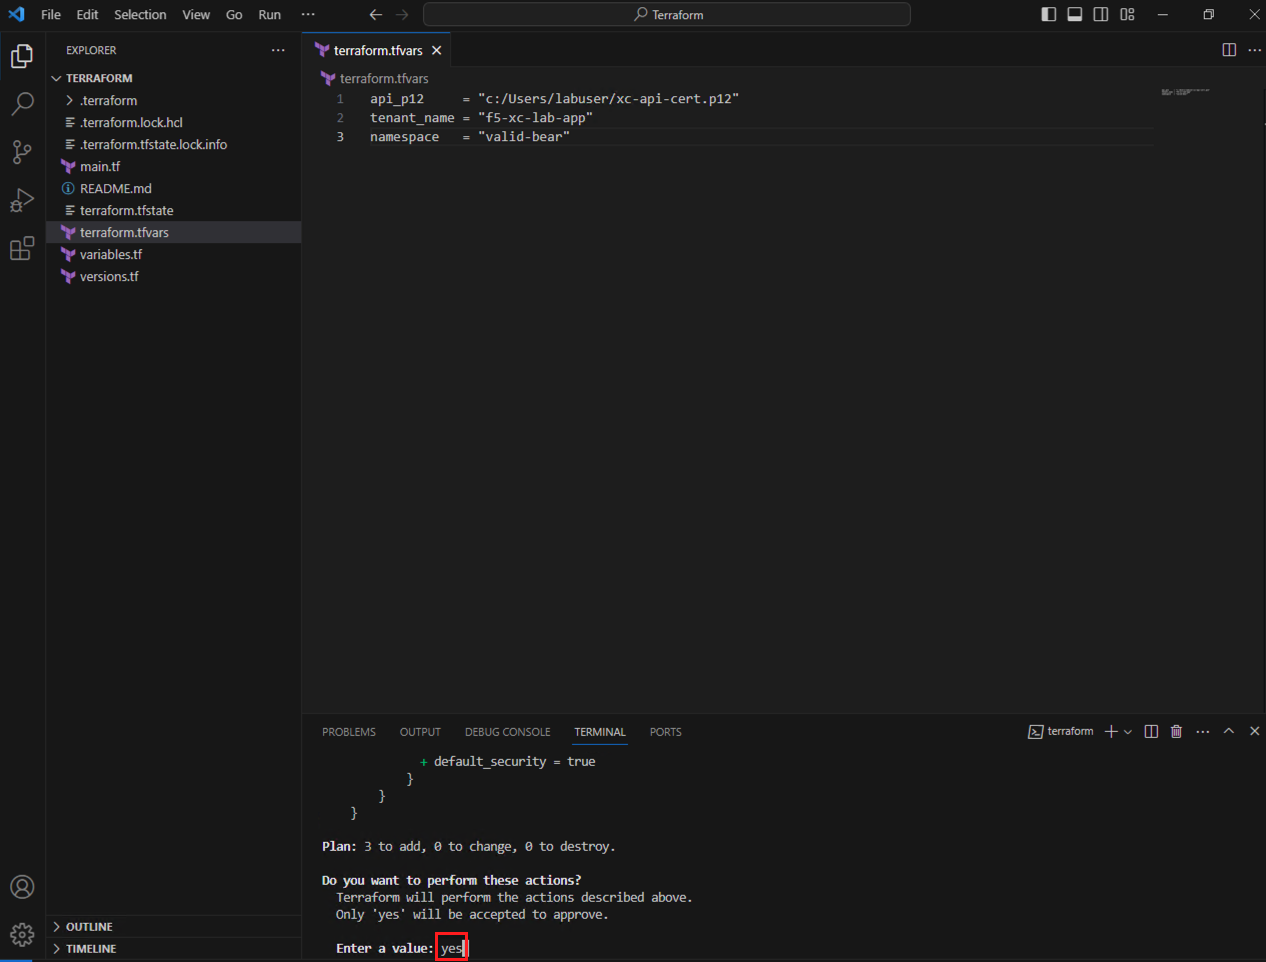 File Edit Selection View Go Run ··· Terraform
EXPLORER ···
TERRAFORM
.terraform
.terraform.lock.hcl
.terraform.tfstate.lock.info
main.tf
README.md
terraform.tfstate
terraform.tfvars
variables.tf
versions.tf
OUTLINE
TIMELINE
terraform.tfvars
terraform.tfvars
1 api_p12 = "c:/Users/labuser/xc-api-cert.p12"
2 tenant_name = "f5-xc-lab-app"
3 namespace = "valid-bear"
PROBLEMS OUTPUT DEBUG CONSOLE TERMINAL PORTS terraform
+ default_security = true
}
}
}
Plan: 3 to add, 0 to change, 0 to destroy.
Do you want to perform these actions?
Terraform will perform the actions described above.
Only 'yes' will be accepted to approve.
Enter a value: yes